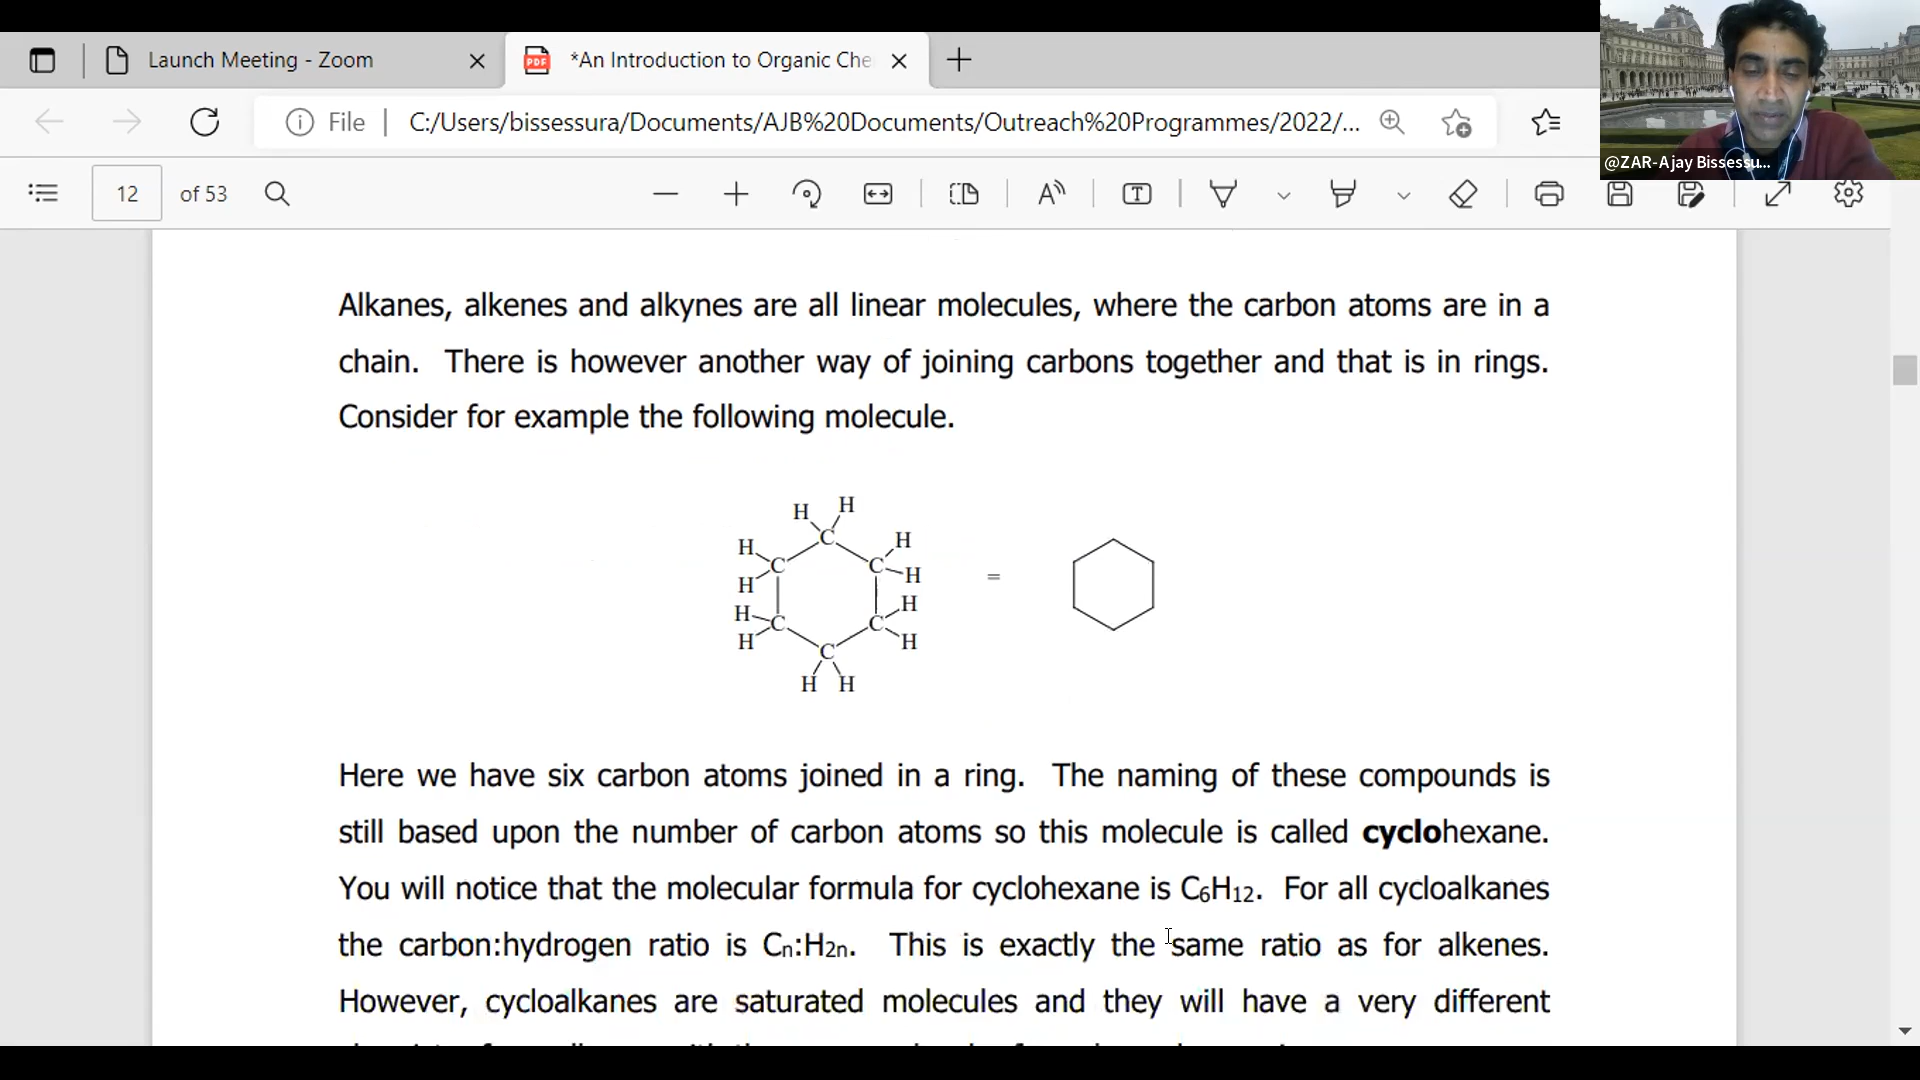 Launch Meeting - Zoom
*An Introduction to Organic Che
PDF
File
C:/Users/bissessura/Documents/AJB%20Documents/Outreach%20Programmes/2022/...
@ZAR-Ajay Bissessu...
12 of 53
Alkanes, alkenes and alkynes are all linear molecules, where the carbon atoms are in a
chain. There is however another way of joining carbons together and that is in rings.
Consider for example the following molecule.
H H
H C H
C C
H H
H H
C C
H C H
H H
=
Here we have six carbon atoms joined in a ring. The naming of these compounds is
still based upon the number of carbon atoms so this molecule is called cyclohexane.
You will notice that the molecular formula for cyclohexane is C₆H₁₂. For all cycloalkanes
the carbon:hydrogen ratio is Cₙ:H₂ₙ. This is exactly the same ratio as for alkenes.
However, cycloalkanes are saturated molecules and they will have a very different